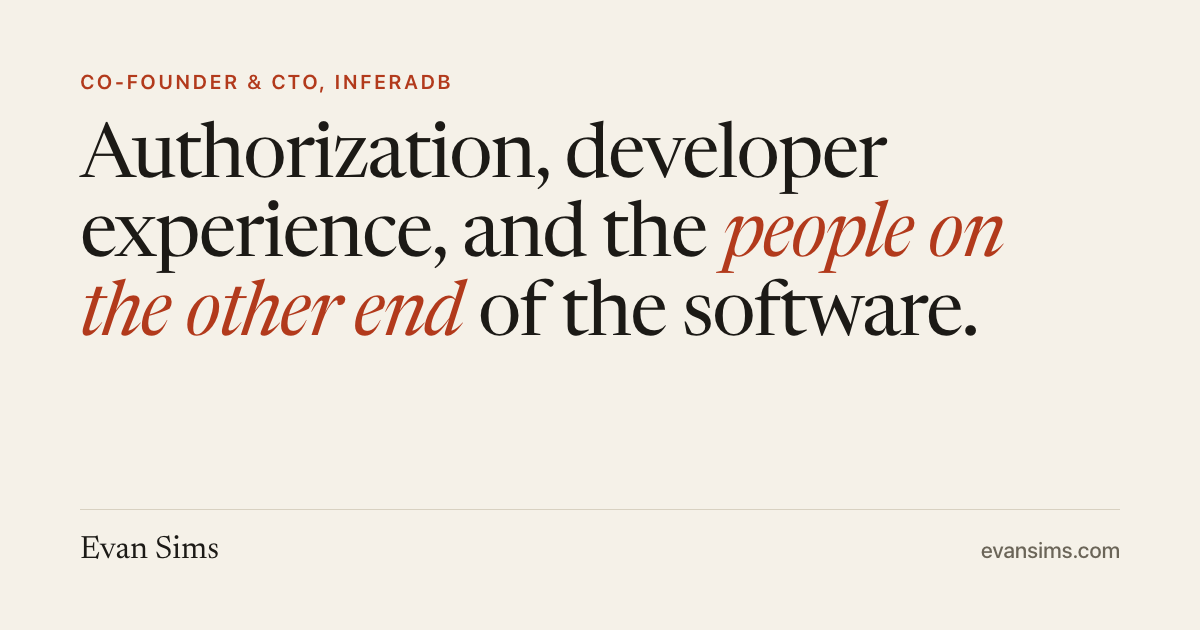 CO-FOUNDER & CTO, INFERADB
Authorization, developer
experience, and the people on
the other end of the software.
Evan Sims
evansims.com